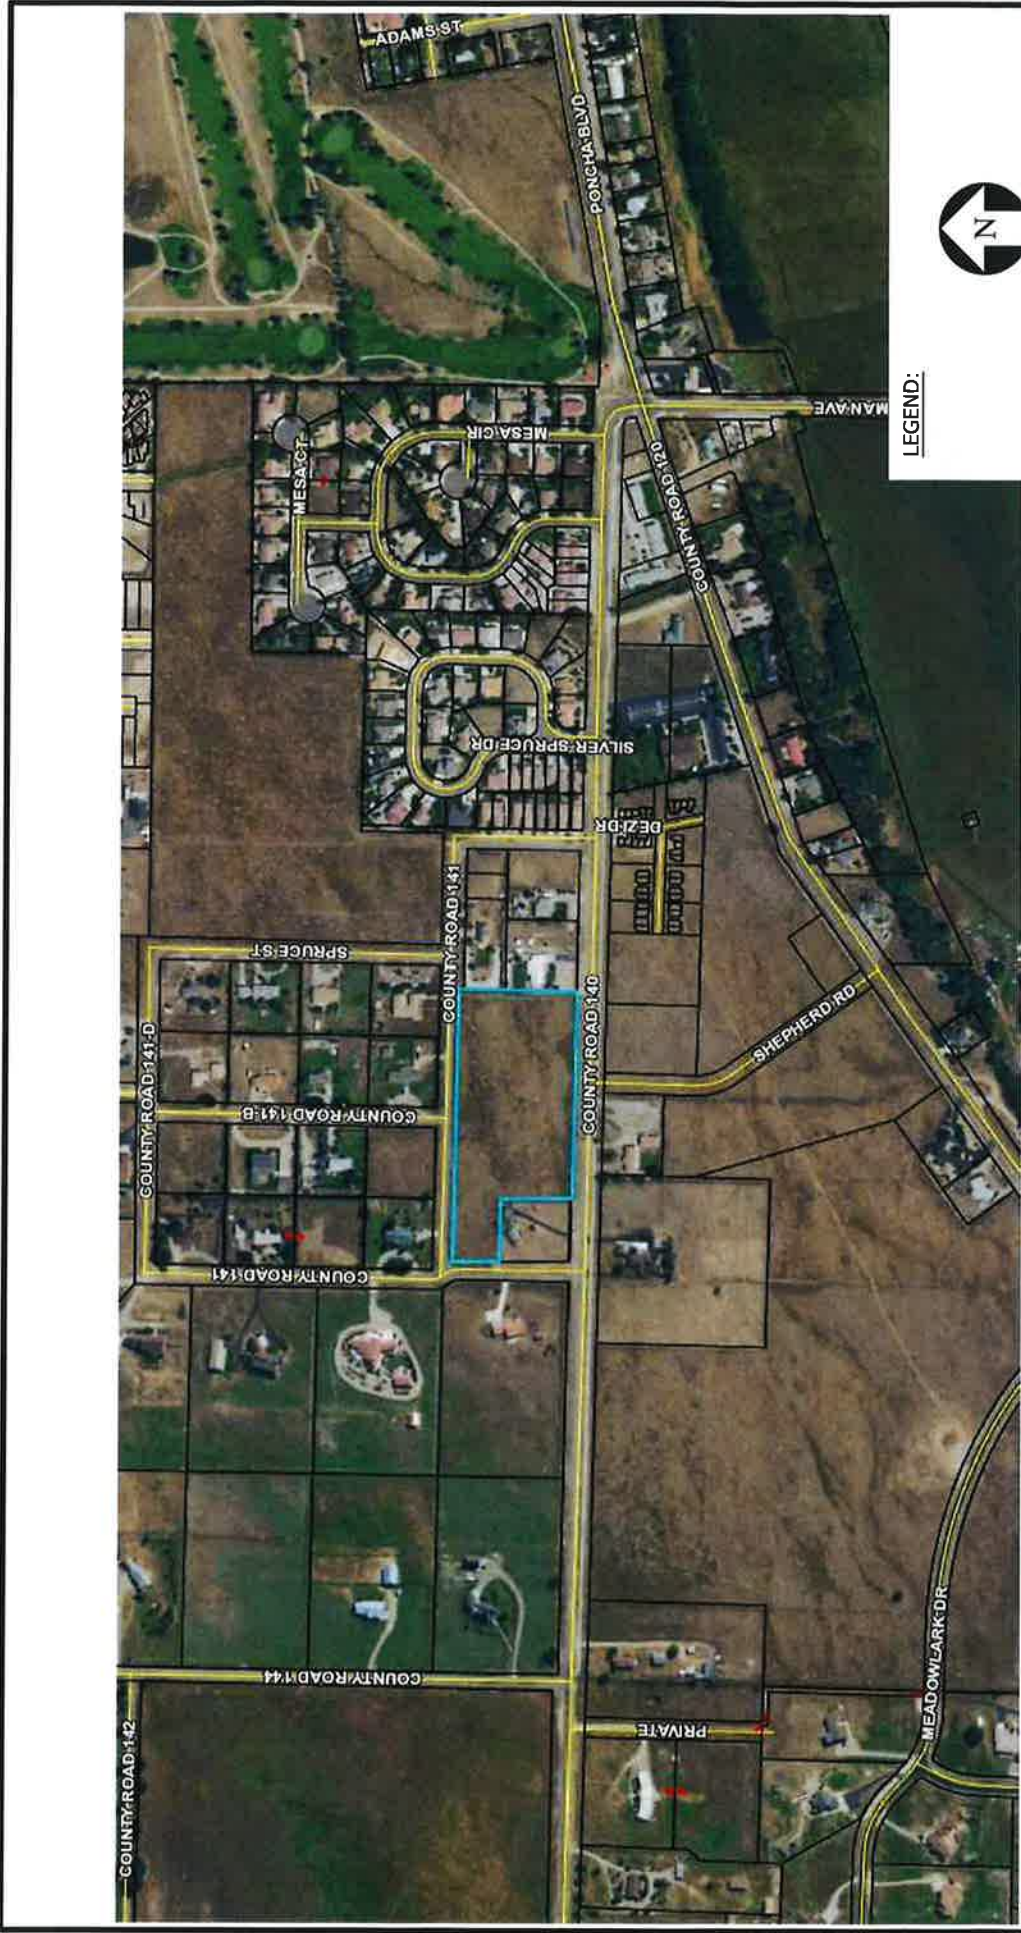 ADAMS ST
PONCHA BLVD
MESA CT
MESA CIR
MAN AVE
COUNTY ROAD 120
SILVER SPRUCE DR
DEZI DR
COUNTY ROAD 141
SPRUCE ST
COUNTY ROAD 141-D
COUNTY ROAD 141-B
COUNTY ROAD 140
SHEPHERD RD
COUNTY ROAD 141
COUNTY ROAD 144
COUNTY ROAD 142
PRIVATE
MEADOWLARK DR
LEGEND:
N